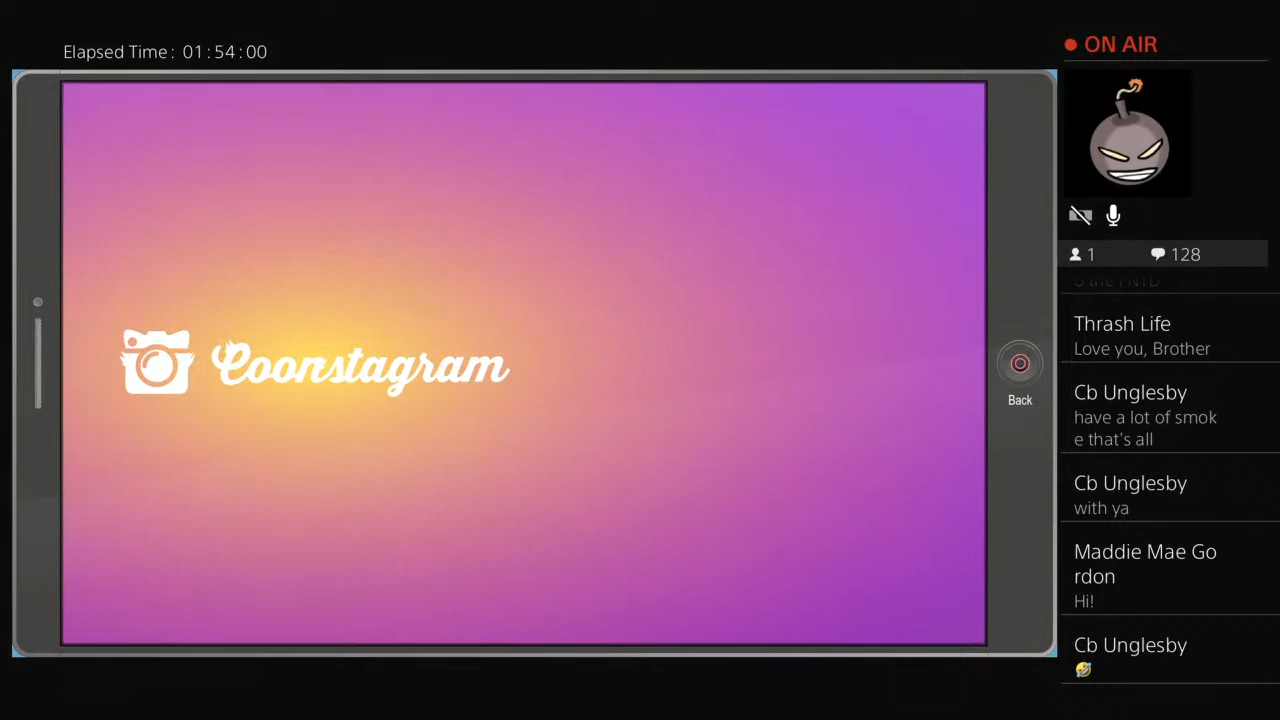 Elapsed Time: 01:54:00
ON AIR
1 128
Coonstagram
Back
Thrash Life
Love you, Brother
Cb Unglesby
have a lot of smok
e that's all
Cb Unglesby
with ya
Maddie Mae Go
rdon
Hi!
Cb Unglesby
🤣